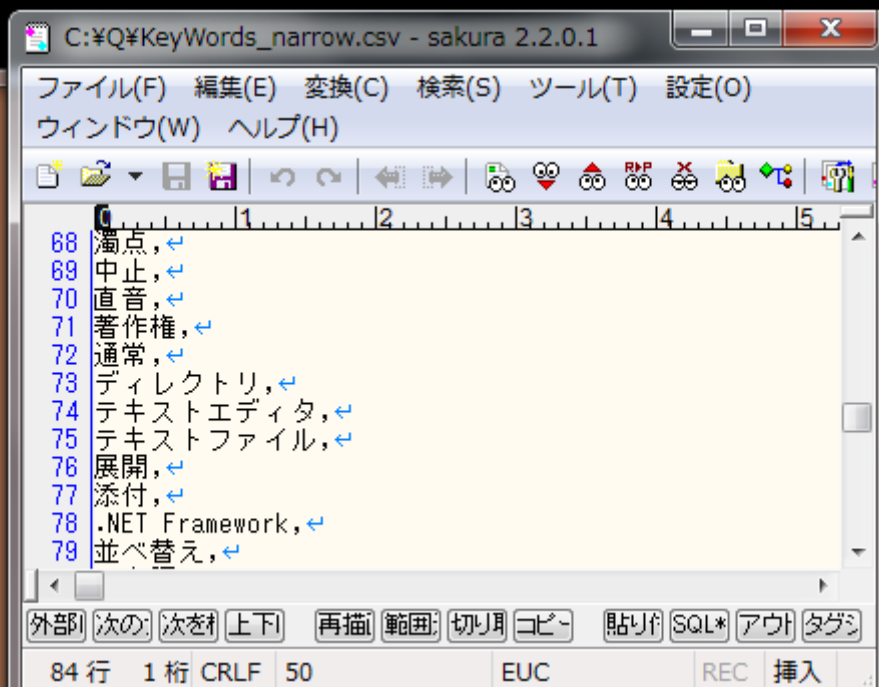 C:¥Q¥KeyWords_narrow.csv - sakura 2.2.0.1
ファイル(F) 編集(E) 変換(C) 検索(S) ツール(T) 設定(O)
ウィンドウ(W) ヘルプ(H)
0 1 2 3 4 5
68 濁点,
69 中止,
70 直音,
71 著作権,
72 通常,
73 ディレクトリ,
74 テキストエディタ,
75 テキストファイル,
76 展開,
77 添付,
78 .NET Framework,
79 並べ替え,
外部 次の 次を 上下 再描 範囲 切り コピー 貼り SQL* アウ タグ
84 行 1 桁 CRLF 50 EUC REC 挿入